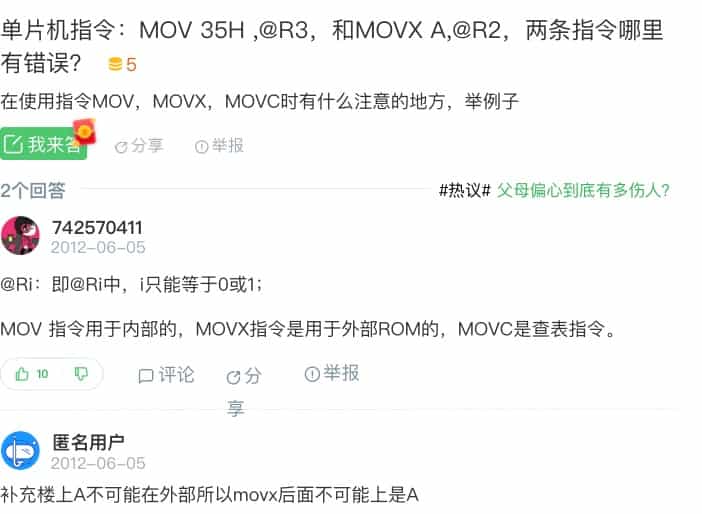 单片机指令：MOV 35H ,@R3，和MOVX A,@R2，两条指令哪里
有错误？ 5
在使用指令MOV，MOVX，MOVC时有什么注意的地方，举例子
我来答 分享 举报
2个回答 #热议# 父母偏心到底有多伤人？
742570411
2012-06-05
@Ri：即@Ri中，i只能等于0或1；
MOV 指令用于内部的，MOVX指令是用于外部ROM的，MOVC是查表指令。
10 评论 分 举报
享
匿名用户
2012-06-05
补充楼上A不可能在外部所以movx后面不可能上是A